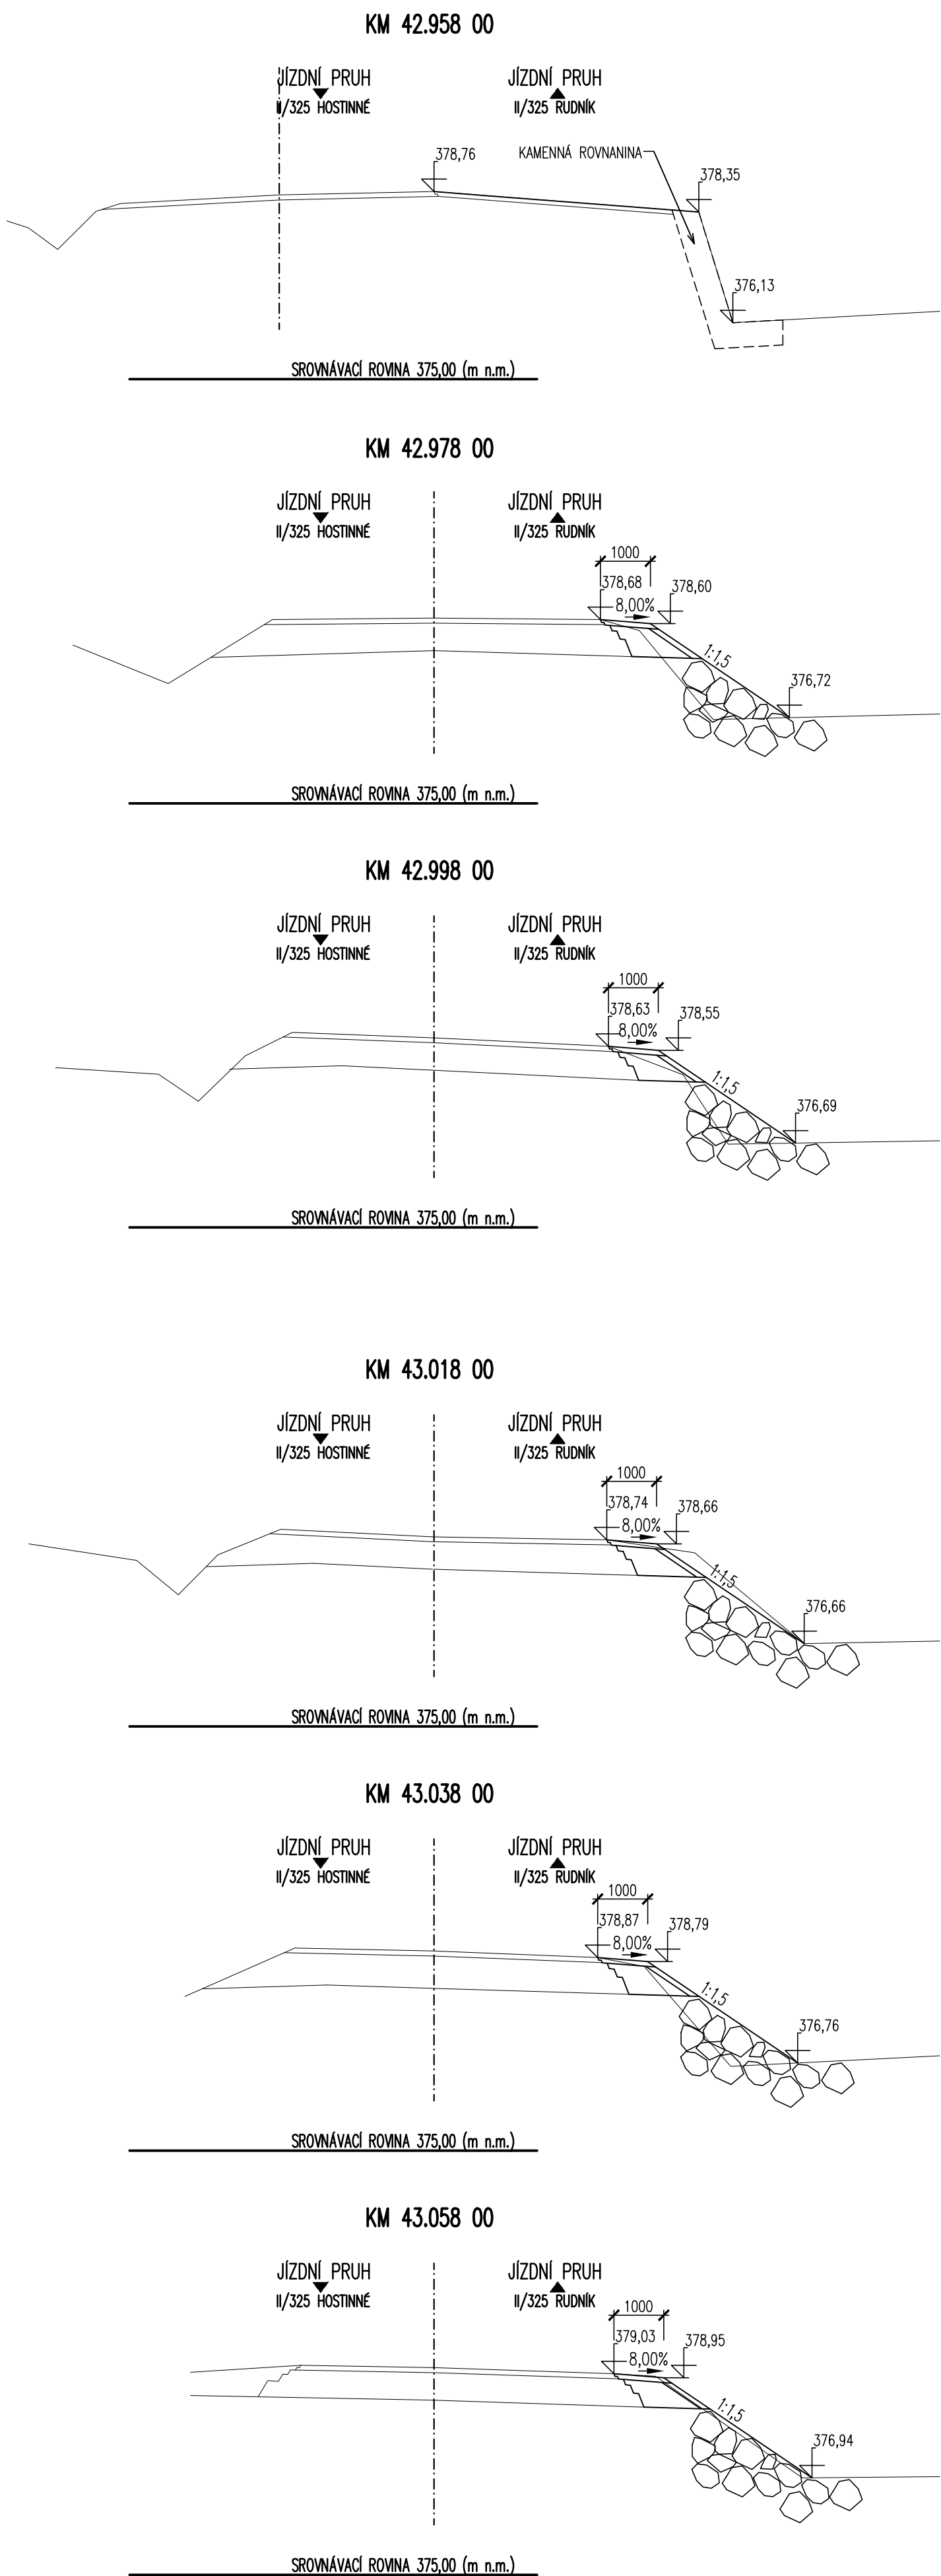 KM 42.958 00
JÍZDNÍ PRUH JÍZDNÍ PRUH
II/325 HOSTINNÉ II/325 RUDNÍK
378,76 KAMENNÁ ROVNANINA 378,35
376,13
SROVNÁVACÍ ROVINA 375,00 (m n.m.)
KM 42.978 00
JÍZDNÍ PRUH JÍZDNÍ PRUH
II/325 HOSTINNÉ II/325 RUDNÍK
1000
378,68 378,60
8,00%
1:1,5
376,72
SROVNÁVACÍ ROVINA 375,00 (m n.m.)
KM 42.998 00
JÍZDNÍ PRUH JÍZDNÍ PRUH
II/325 HOSTINNÉ II/325 RUDNÍK
1000
378,63 378,55
8,00%
1:1,5
376,69
SROVNÁVACÍ ROVINA 375,00 (m n.m.)
KM 43.018 00
JÍZDNÍ PRUH JÍZDNÍ PRUH
II/325 HOSTINNÉ II/325 RUDNÍK
1000
378,74 378,66
8,00%
1:1,5
376,66
SROVNÁVACÍ ROVINA 375,00 (m n.m.)
KM 43.038 00
JÍZDNÍ PRUH JÍZDNÍ PRUH
II/325 HOSTINNÉ II/325 RUDNÍK
1000
378,87 378,79
8,00%
1:1,5
376,76
SROVNÁVACÍ ROVINA 375,00 (m n.m.)
KM 43.058 00
JÍZDNÍ PRUH JÍZDNÍ PRUH
II/325 HOSTINNÉ II/325 RUDNÍK
1000
379,03 378,95
8,00%
1:1,5
376,94
SROVNÁVACÍ ROVINA 375,00 (m n.m.)